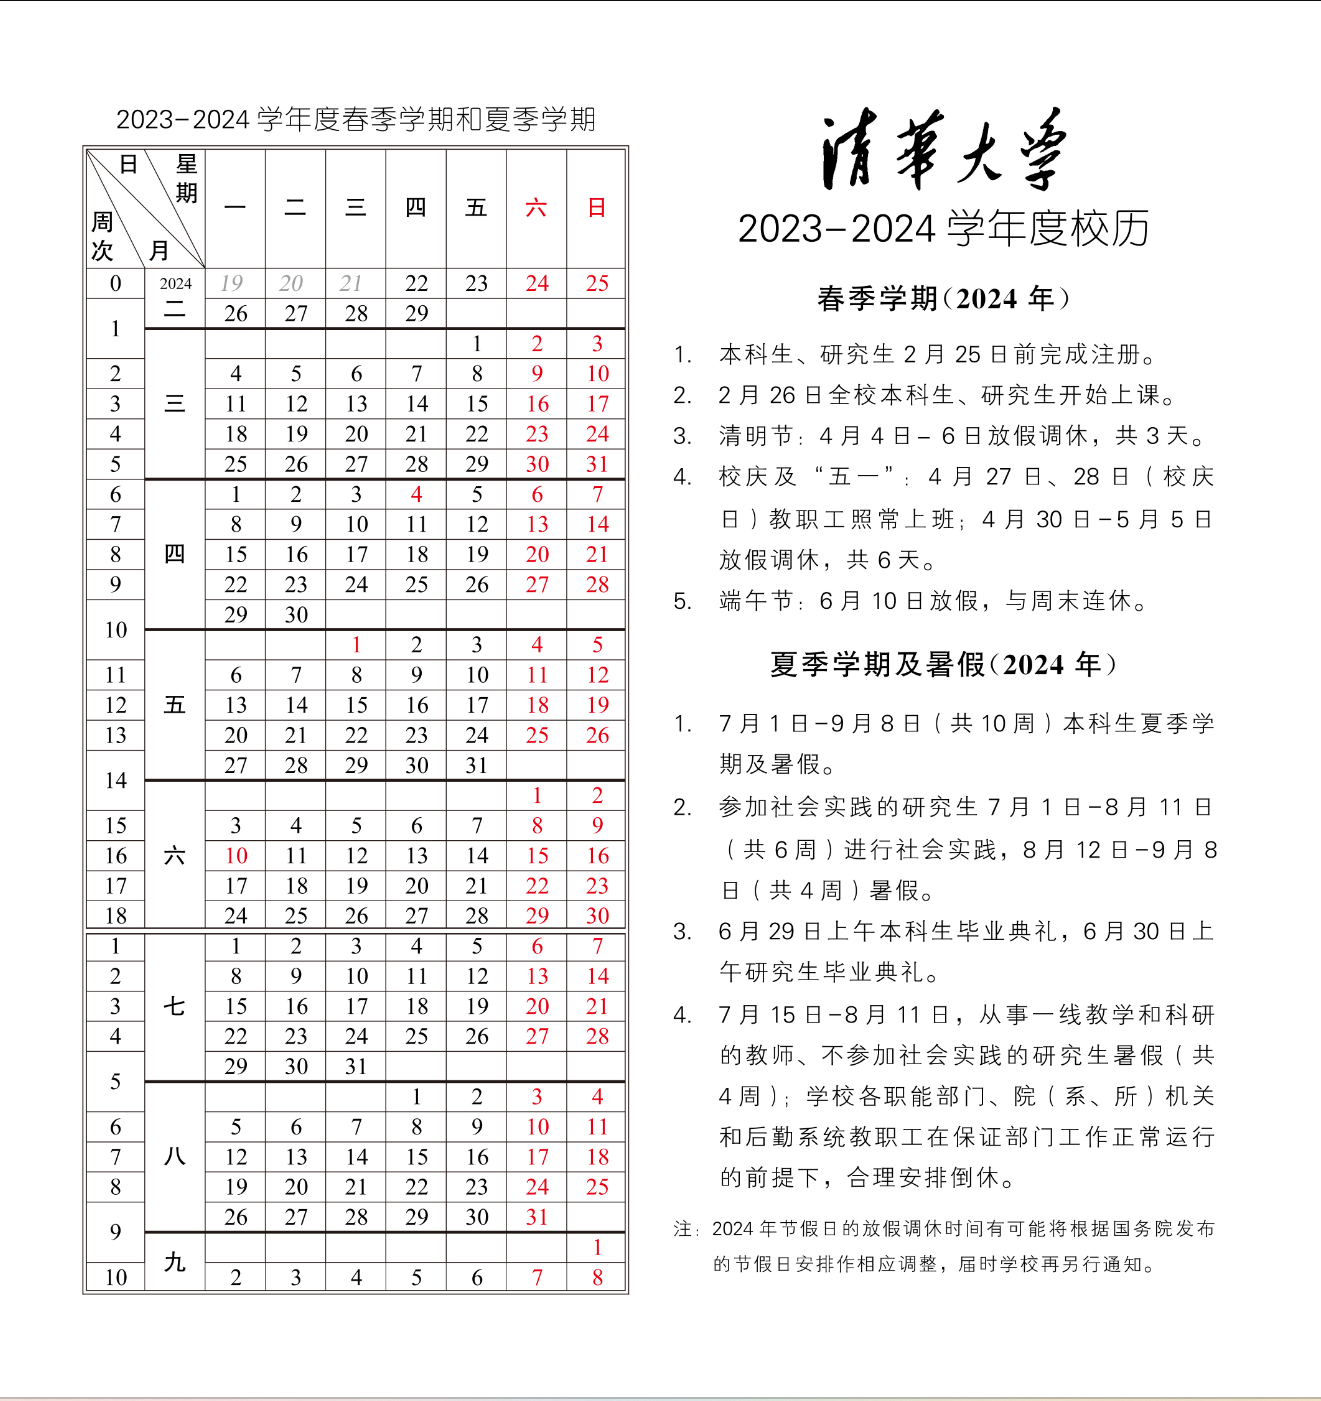 2023-2024 学年度春季学期和夏季学期
日 星期 周次 月 一 二 三 四 五 六 日
0 2024 二 19 20 21 22 23 24 25
1 26 27 28 29
三 1 2 3
2 4 5 6 7 8 9 10
3 11 12 13 14 15 16 17
4 18 19 20 21 22 23 24
5 25 26 27 28 29 30 31
6 四 1 2 3 4 5 6 7
7 8 9 10 11 12 13 14
8 15 16 17 18 19 20 21
9 22 23 24 25 26 27 28
10 29 30
五 1 2 3 4 5
11 6 7 8 9 10 11 12
12 13 14 15 16 17 18 19
13 20 21 22 23 24 25 26
14 27 28 29 30 31
六 1 2
15 3 4 5 6 7 8 9
16 10 11 12 13 14 15 16
17 17 18 19 20 21 22 23
18 24 25 26 27 28 29 30
1 七 1 2 3 4 5 6 7
2 8 9 10 11 12 13 14
3 15 16 17 18 19 20 21
4 22 23 24 25 26 27 28
5 29 30 31
八 1 2 3 4
6 5 6 7 8 9 10 11
7 12 13 14 15 16 17 18
8 19 20 21 22 23 24 25
9 26 27 28 29 30 31
九 1
10 2 3 4 5 6 7 8
清華大学
2023-2024 学年度校历
春季学期(2024 年)
1. 本科生、研究生 2 月 25 日前完成注册。
2. 2 月 26 日全校本科生、研究生开始上课。
3. 清明节：4 月 4 日- 6 日放假调休，共 3 天。
4. 校庆及“五一”：4 月 27 日、28 日（校庆
日）教职工照常上班；4 月 30 日-5 月 5 日
放假调休，共 6 天。
5. 端午节：6 月 10 日放假，与周末连休。
夏季学期及暑假(2024 年)
1. 7 月 1 日-9 月 8 日（共 10 周）本科生夏季学
期及暑假。
2. 参加社会实践的研究生 7 月 1 日-8 月 11 日
（共 6 周）进行社会实践，8 月 12 日-9 月 8
日（共 4 周）暑假。
3. 6 月 29 日上午本科生毕业典礼，6 月 30 日上
午研究生毕业典礼。
4. 7 月 15 日-8 月 11 日，从事一线教学和科研
的教师、不参加社会实践的研究生暑假（共
4 周）；学校各职能部门、院（系、所）机关
和后勤系统教职工在保证部门工作正常运行
的前提下，合理安排倒休。
注：2024 年节假日的放假调休时间有可能将根据国务院发布
的节假日安排作相应调整，届时学校再另行通知。